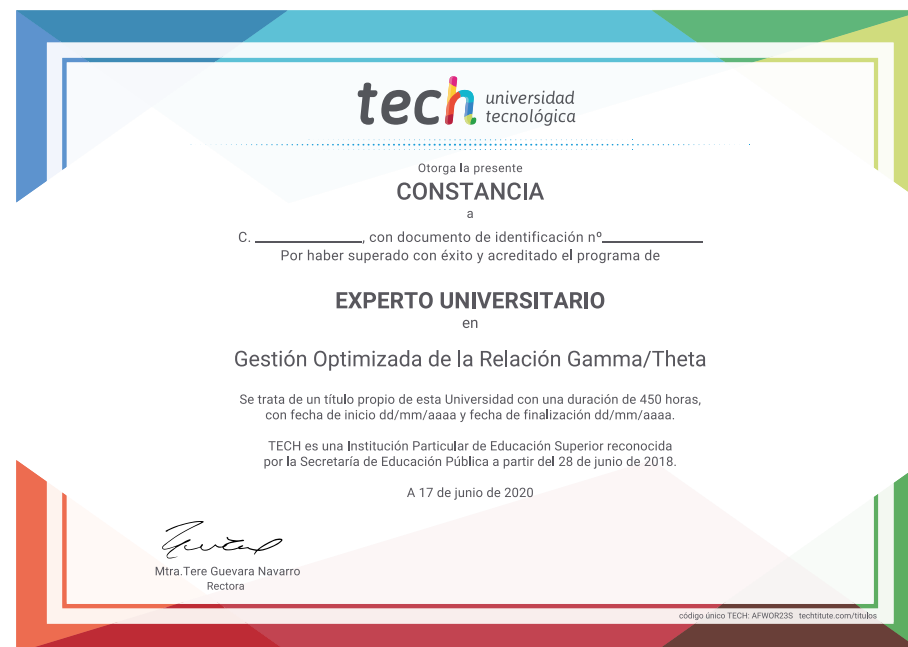 tech universidad
tecnológica
Otorga la presente
CONSTANCIA
a
C. ____________, con documento de identificación nº____________
Por haber superado con éxito y acreditado el programa de
EXPERTO UNIVERSITARIO
en
Gestión Optimizada de la Relación Gamma/Theta
Se trata de un título propio de esta Universidad con una duración de 450 horas,
con fecha de inicio dd/mm/aaaa y fecha de finalización dd/mm/aaaa.
TECH es una Institución Particular de Educación Superior reconocida
por la Secretaría de Educación Pública a partir del 28 de junio de 2018.
A 17 de junio de 2020
Mtra.Tere Guevara Navarro
Rectora
código único TECH: AFWOR23S techtitute.com/titulos